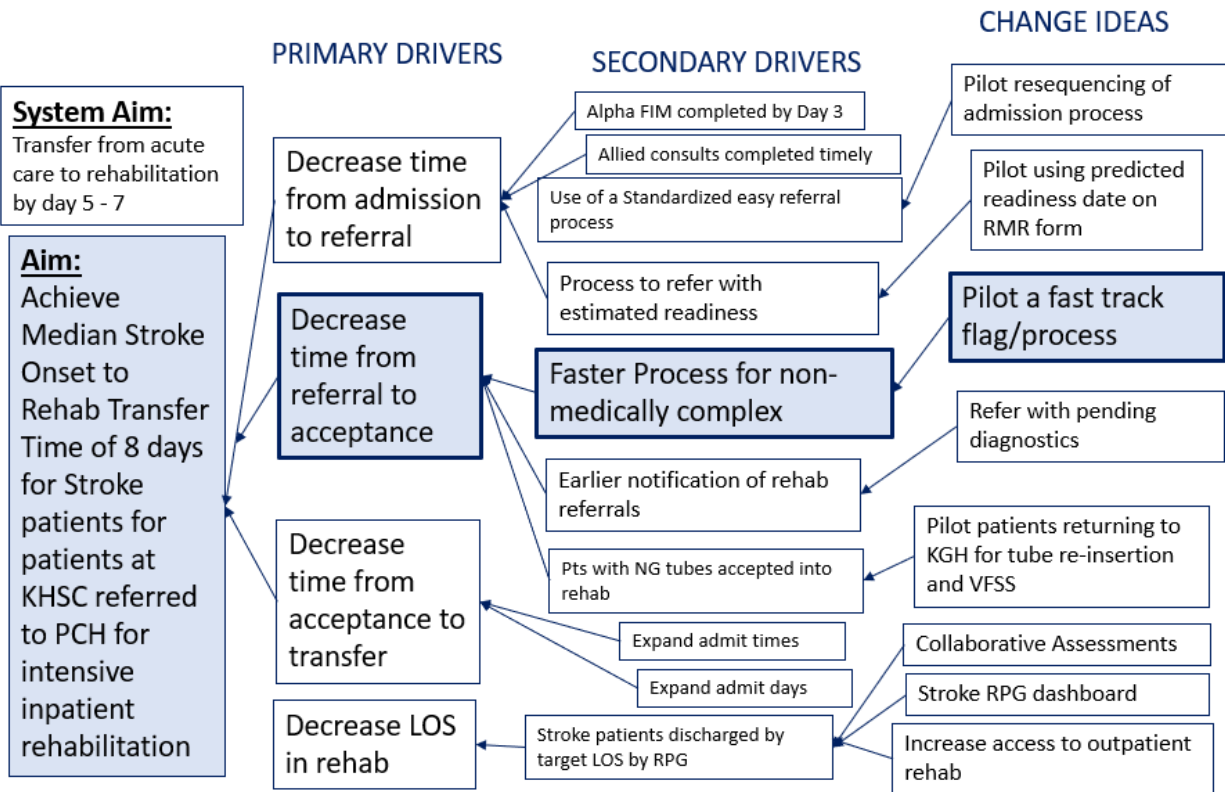 CHANGE IDEAS
PRIMARY DRIVERS
SECONDARY DRIVERS
System Aim:
Transfer from acute
care to rehabilitation
by day 5 - 7
Aim:
Achieve
Median Stroke
Onset to
Rehab Transfer
Time of 8 days
for Stroke
patients for
patients at
KHSC referred
to PCH for
intensive
inpatient
rehabilitation
Decrease time
from admission
to referral
Decrease
time from
referral to
acceptance
Decrease
time from
acceptance to
transfer
Decrease LOS
in rehab
Alpha FIM completed by Day 3
Allied consults completed timely
Use of a Standardized easy referral
process
Process to refer with
estimated readiness
Faster Process for non-
medically complex
Earlier notification of rehab
referrals
Pts with NG tubes accepted into
rehab
Expand admit times
Expand admit days
Stroke patients discharged by
target LOS by RPG
Pilot resequencing of
admission process
Pilot using predicted
readiness date on
RMR form
Pilot a fast track
flag/process
Refer with pending
diagnostics
Pilot patients returning to
KGH for tube re-insertion
and VFSS
Collaborative Assessments
Stroke RPG dashboard
Increase access to outpatient
rehab